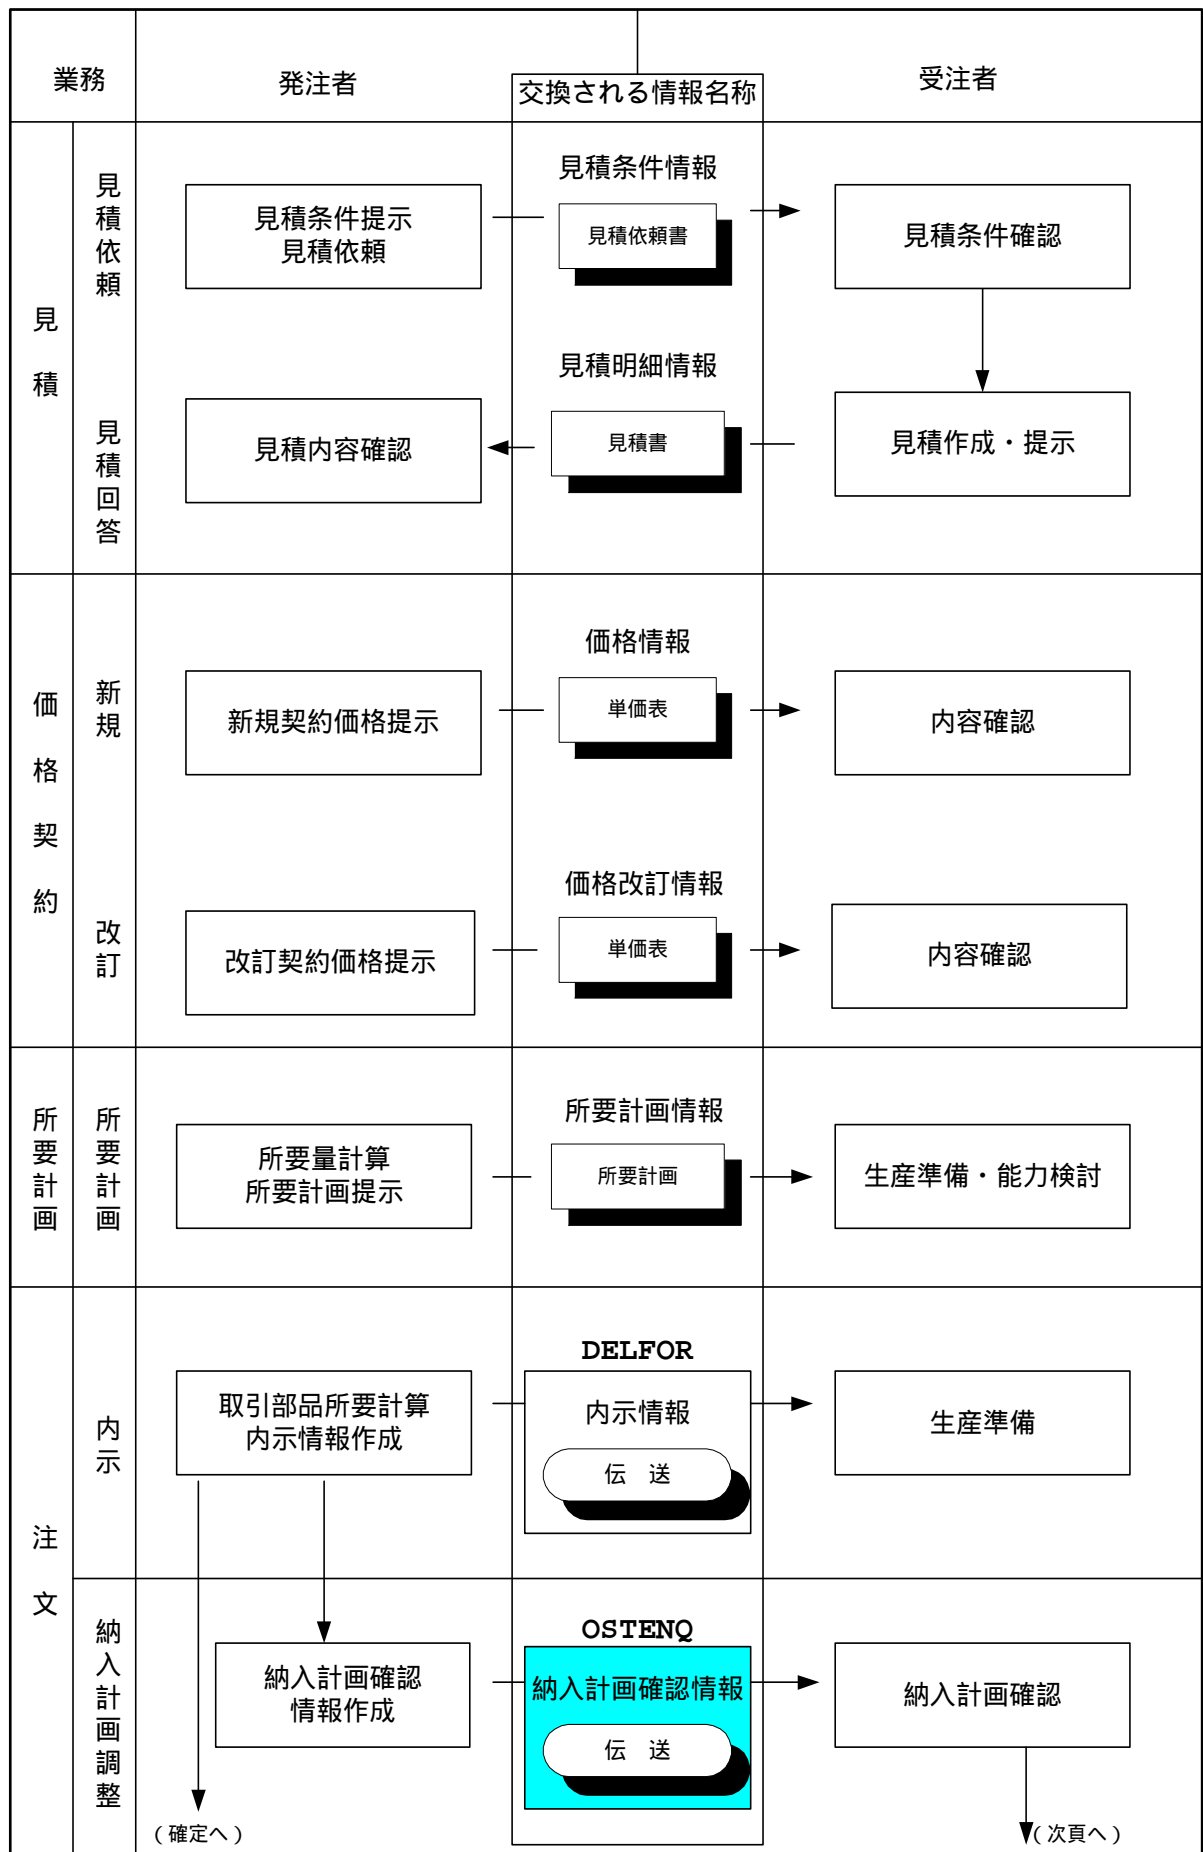 業務
発注者
交換される情報名称
受注者
見積
見積依頼
見積条件提示
見積依頼
見積条件情報
見積依頼書
見積条件確認
見積回答
見積内容確認
見積明細情報
見積書
見積作成・提示
価格契約
新規
新規契約価格提示
価格情報
単価表
内容確認
改訂
改訂契約価格提示
価格改訂情報
単価表
内容確認
所要計画
所要計画
所要量計算
所要計画提示
所要計画情報
所要計画
生産準備・能力検討
注文
内示
取引部品所要計算
内示情報作成
DELFOR
内示情報
伝　送
生産準備
納入計画調整
納入計画確認
情報作成
OSTENQ
納入計画確認情報
伝　送
納入計画確認
（確定へ）
（次頁へ）